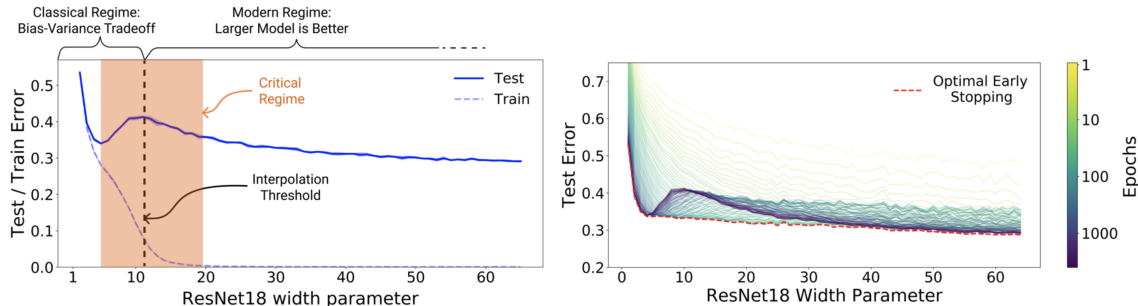 Classical Regime:
Bias-Variance Tradeoff
Modern Regime:
Larger Model is Better
Test / Train Error
0.5
0.4
0.3
0.2
0.1
0.0
Critical
Regime
Test
Train
Interpolation
Threshold
1
10
20
30
40
50
60
ResNet18 width parameter
Test Error
0.7
0.6
0.5
0.4
0.3
0.2
Optimal Early
Stopping
0
10
20
30
40
50
60
ResNet18 Width Parameter
1
10
100
1000
Epochs